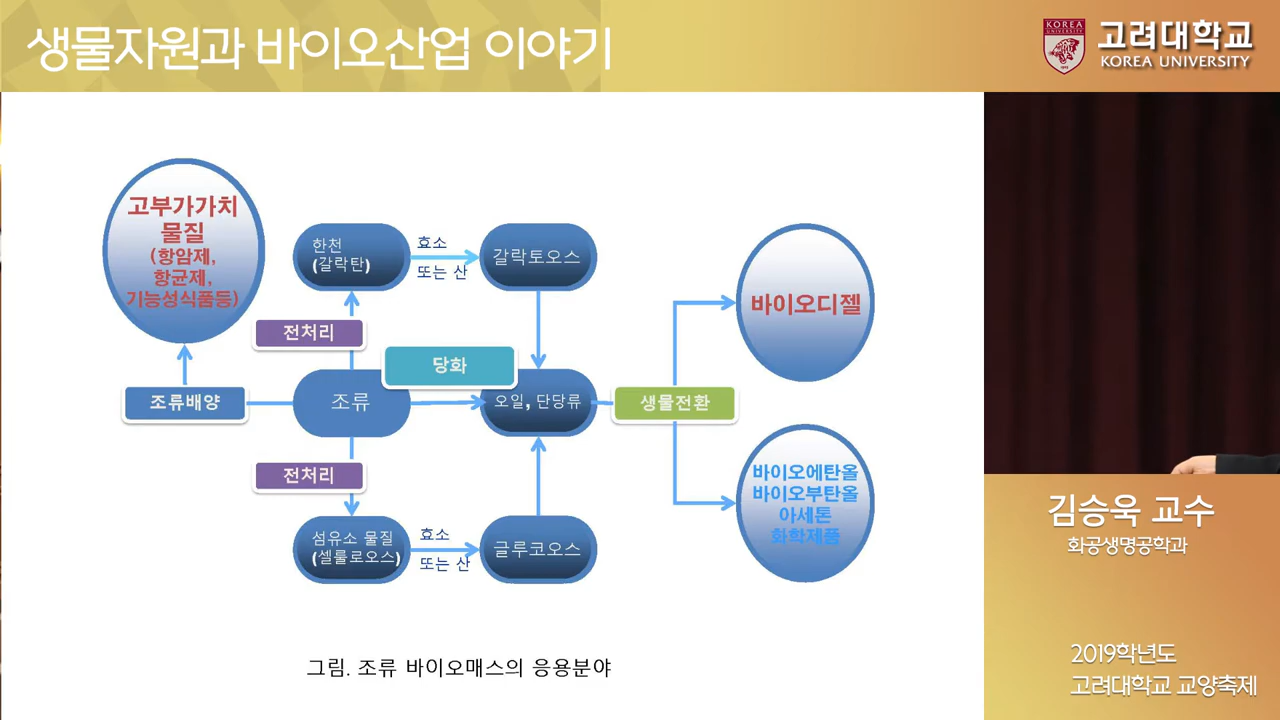 생물자원과 바이오산업 이야기
KOREA
UNIVERSITY
고려대학교
KOREA UNIVERSITY
고부가가치
물질
(항암제,
항균제,
기능성식품등)
한천
(갈락탄)
효소
또는 산
갈락토오스
전처리
당화
조류배양
조류
오일, 단당류
생물전환
바이오디젤
전처리
섬유소 물질
(셀룰로오스)
효소
또는 산
글루코오스
바이오에탄올
바이오부탄올
아세톤
화학제품
그림. 조류 바이오매스의 응용분야
김승욱 교수
화공생명공학과
2019학년도
고려대학교 교양축제